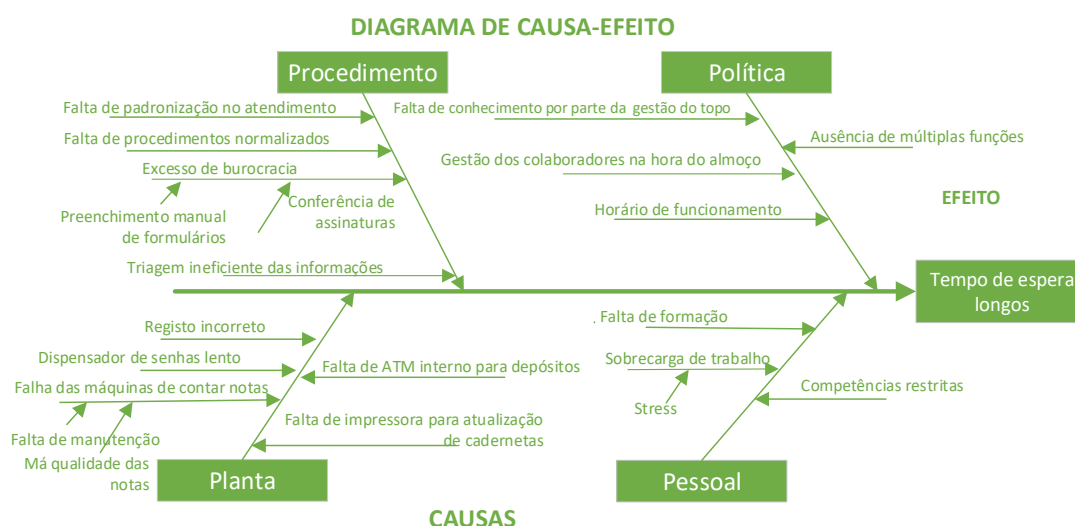 DIAGRAMA DE CAUSA-EFEITO
Procedimento
Política
Falta de padronização no atendimento
Falta de procedimentos normalizados
Excesso de burocracia
Preenchimento manual
de formulários
Conferência de
assinaturas
Triagem ineficiente das informações
Falta de conhecimento por parte da gestão do topo
Ausência de múltiplas funções
Gestão dos colaboradores na hora do almoço
Horário de funcionamento
EFEITO
Tempo de espera
longos
Registo incorreto
Dispensador de senhas lento
Falta de ATM interno para depósitos
Falha das máquinas de contar notas
Falta de manutenção
Má qualidade das
notas
Falta de impressora para atualização
de cadernetas
. Falta de formação
Sobrecarga de trabalho
Stress
Competências restritas
Planta
Pessoal
CAUSAS